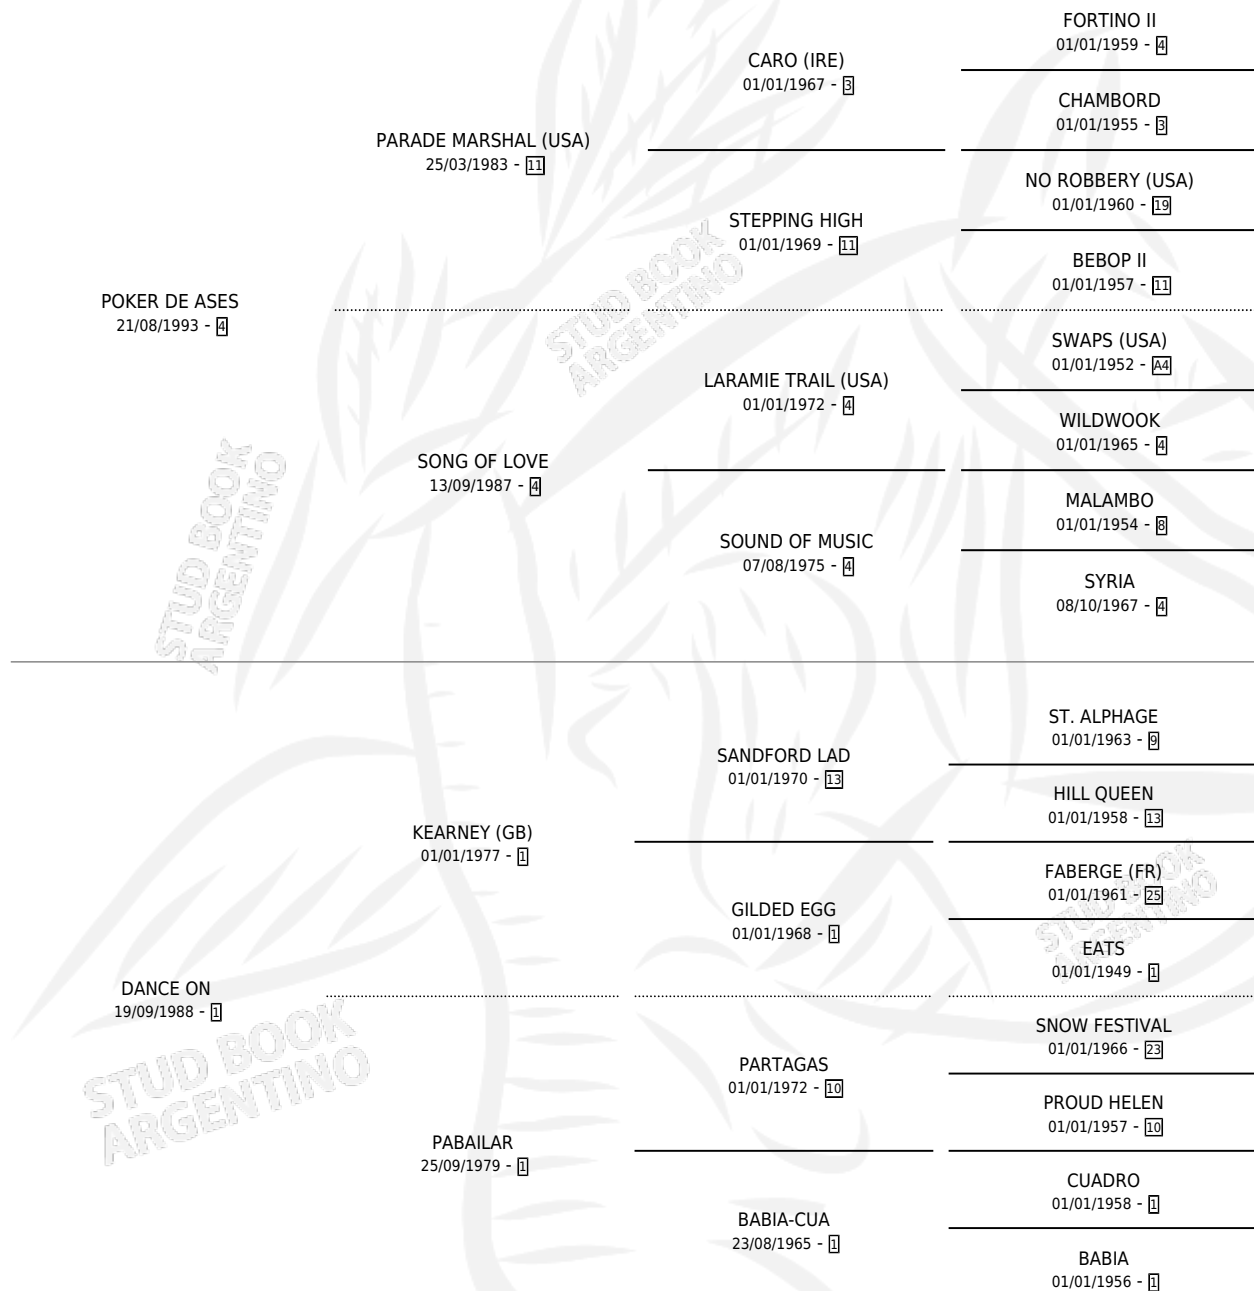 FORTINO II
01/01/1959 - 4
CARO (IRE)
01/01/1967 - 3
CHAMBORD
01/01/1955 - 3
PARADE MARSHAL (USA)
25/03/1983 - 11
NO ROBBERY (USA)
01/01/1960 - 19
STEPPING HIGH
01/01/1969 - 11
BEBOP II
01/01/1957 - 11
POKER DE ASES
21/08/1993 - 4
SWAPS (USA)
01/01/1952 - A4
LARAMIE TRAIL (USA)
01/01/1972 - 4
WILDWOOK
01/01/1965 - 4
SONG OF LOVE
13/09/1987 - 4
MALAMBO
01/01/1954 - 8
SOUND OF MUSIC
07/08/1975 - 4
SYRIA
08/10/1967 - 4
STUD BOOK
ARGENTINO
STUD BOOK
ARGENTINO
ST. ALPHAGE
01/01/1963 - 9
SANDFORD LAD
01/01/1970 - 13
HILL QUEEN
01/01/1958 - 13
KEARNEY (GB)
01/01/1977 - 1
FABERGE (FR)
01/01/1961 - 25
GILDED EGG
01/01/1968 - 1
EATS
01/01/1949 - 1
DANCE ON
19/09/1988 - 1
SNOW FESTIVAL
01/01/1966 - 23
PARTAGAS
01/01/1972 - 10
PROUD HELEN
01/01/1957 - 10
PABAILAR
25/09/1979 - 1
CUADRO
01/01/1958 - 1
BABIA-CUA
23/08/1965 - 1
BABIA
01/01/1956 - 1
STUD BOOK
ARGENTINO
STUD BOOK
ARGENTINO